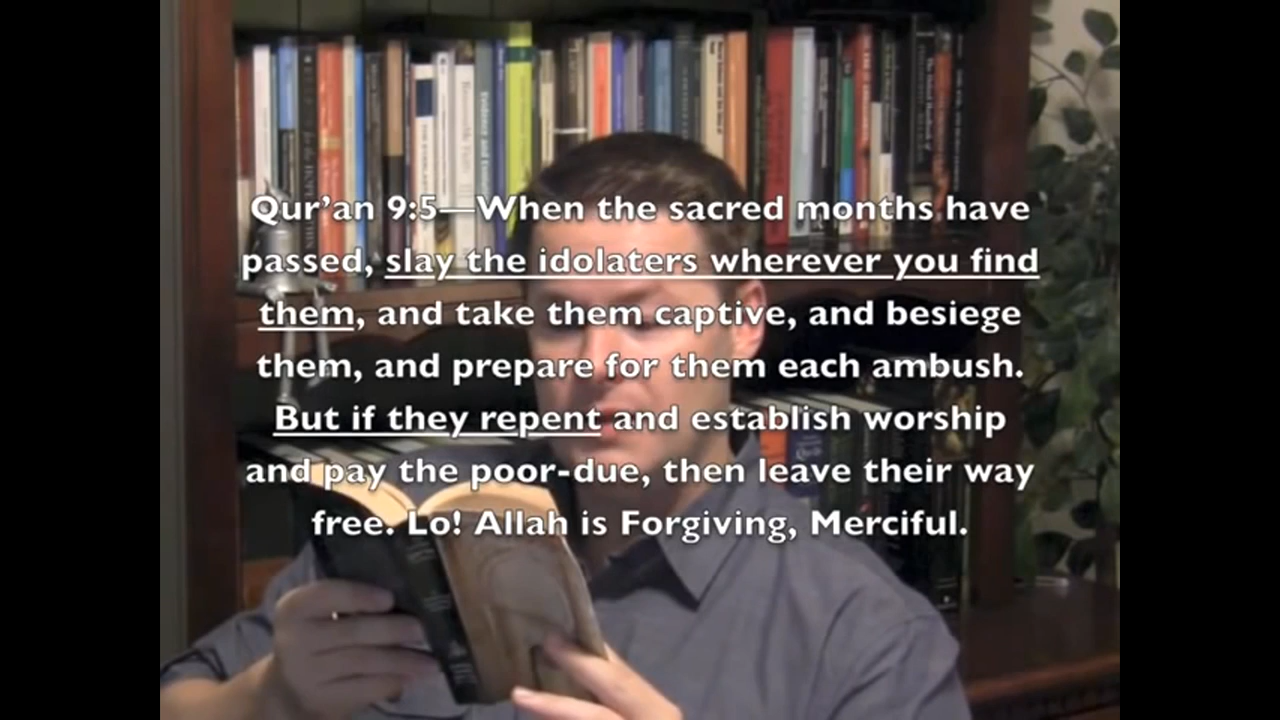 Qur’an 9:5—When the sacred months have
passed, slay the idolaters wherever you find
them, and take them captive, and besiege
them, and prepare for them each ambush.
But if they repent and establish worship
and pay the poor-due, then leave their way
free. Lo! Allah is Forgiving, Merciful.